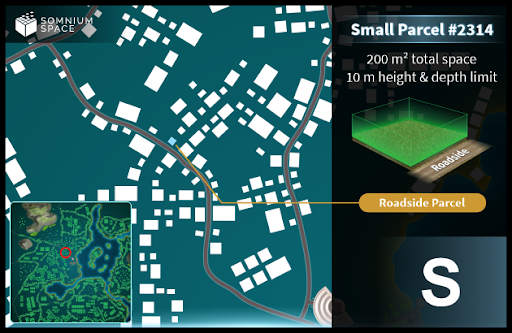 SOMNIUM
SPACE
Small Parcel #2314
200 m² total space
10 m height & depth limit
Roadside
Roadside Parcel
S